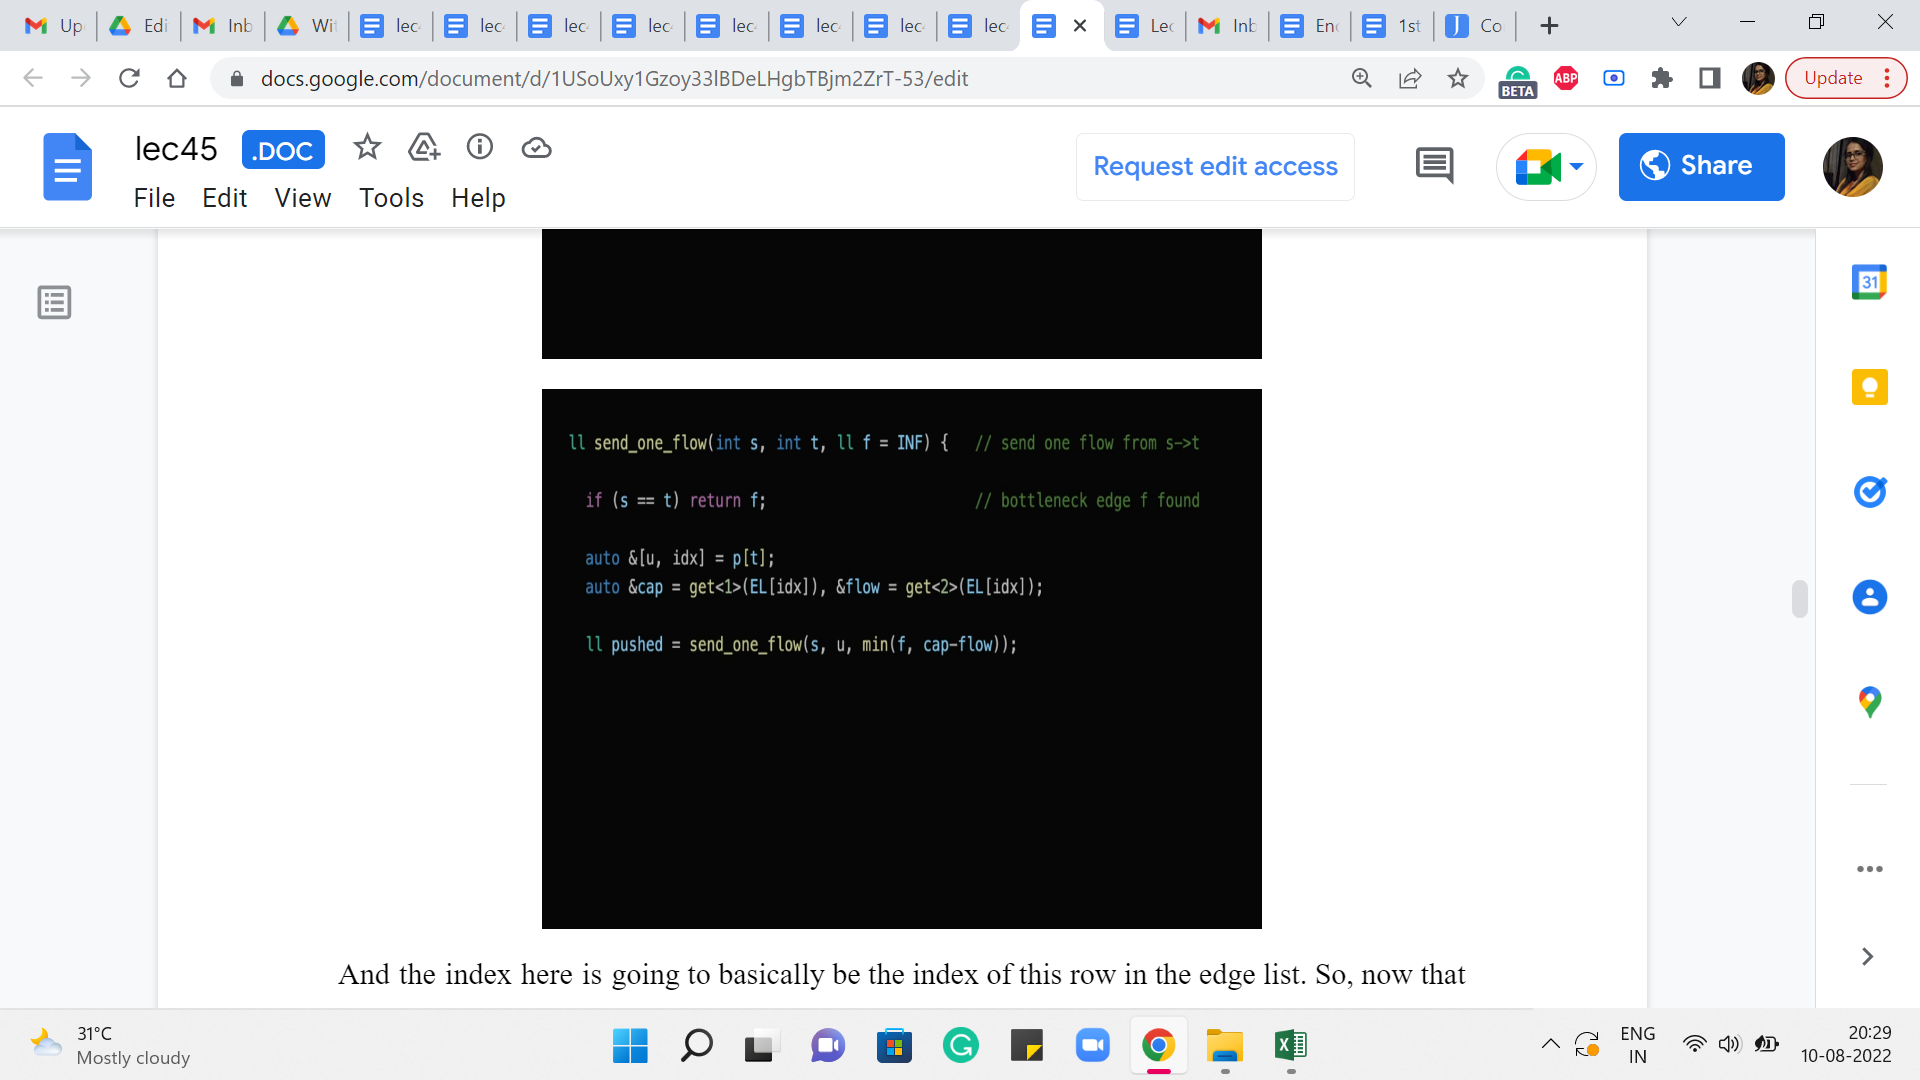 Up
Edi
Inb
Wi
lec
lec
lec
lec
lec
lec
lec
lec
Lec
Inb
Enc
1st
Co
docs.google.com/document/d/1USoUxy1Gzoy33lBDeLHgbTBjm2ZrT-53/edit
BETA
ABP
Update
lec45 .DOC
File Edit View Tools Help
Request edit access
Share
31
ll send_one_flow(int s, int t, ll f = INF) { // send one flow from s->t
if (s == t) return f; // bottleneck edge f found
auto &[u, idx] = p[t];
auto &cap = get<1>(EL[idx]), &flow = get<2>(EL[idx]);
ll pushed = send_one_flow(s, u, min(f, cap-flow));
And the index here is going to basically be the index of this row in the edge list. So, now that
31°C
Mostly cloudy
ENG
IN
20:29
10-08-2022